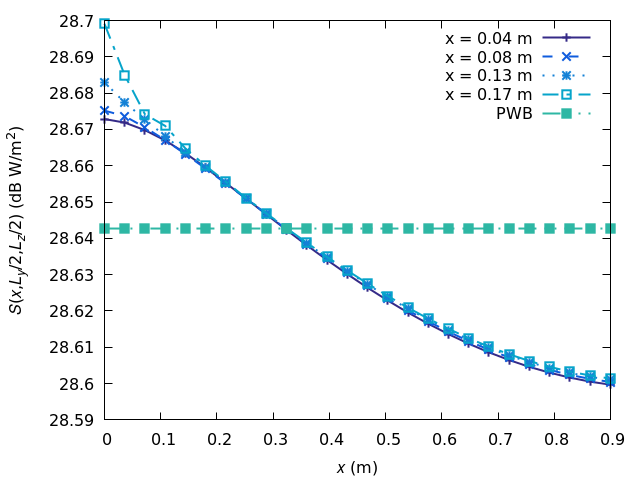 28.7
28.69
28.68
28.67
28.66
28.65
28.64
28.63
28.62
28.61
28.6
28.59
S(x,Ly/2,Lz/2) (dB W/m²)
x = 0.04 m
x = 0.08 m
x = 0.13 m
x = 0.17 m
PWB
0 0.1 0.2 0.3 0.4 0.5 0.6 0.7 0.8 0.9
x (m)